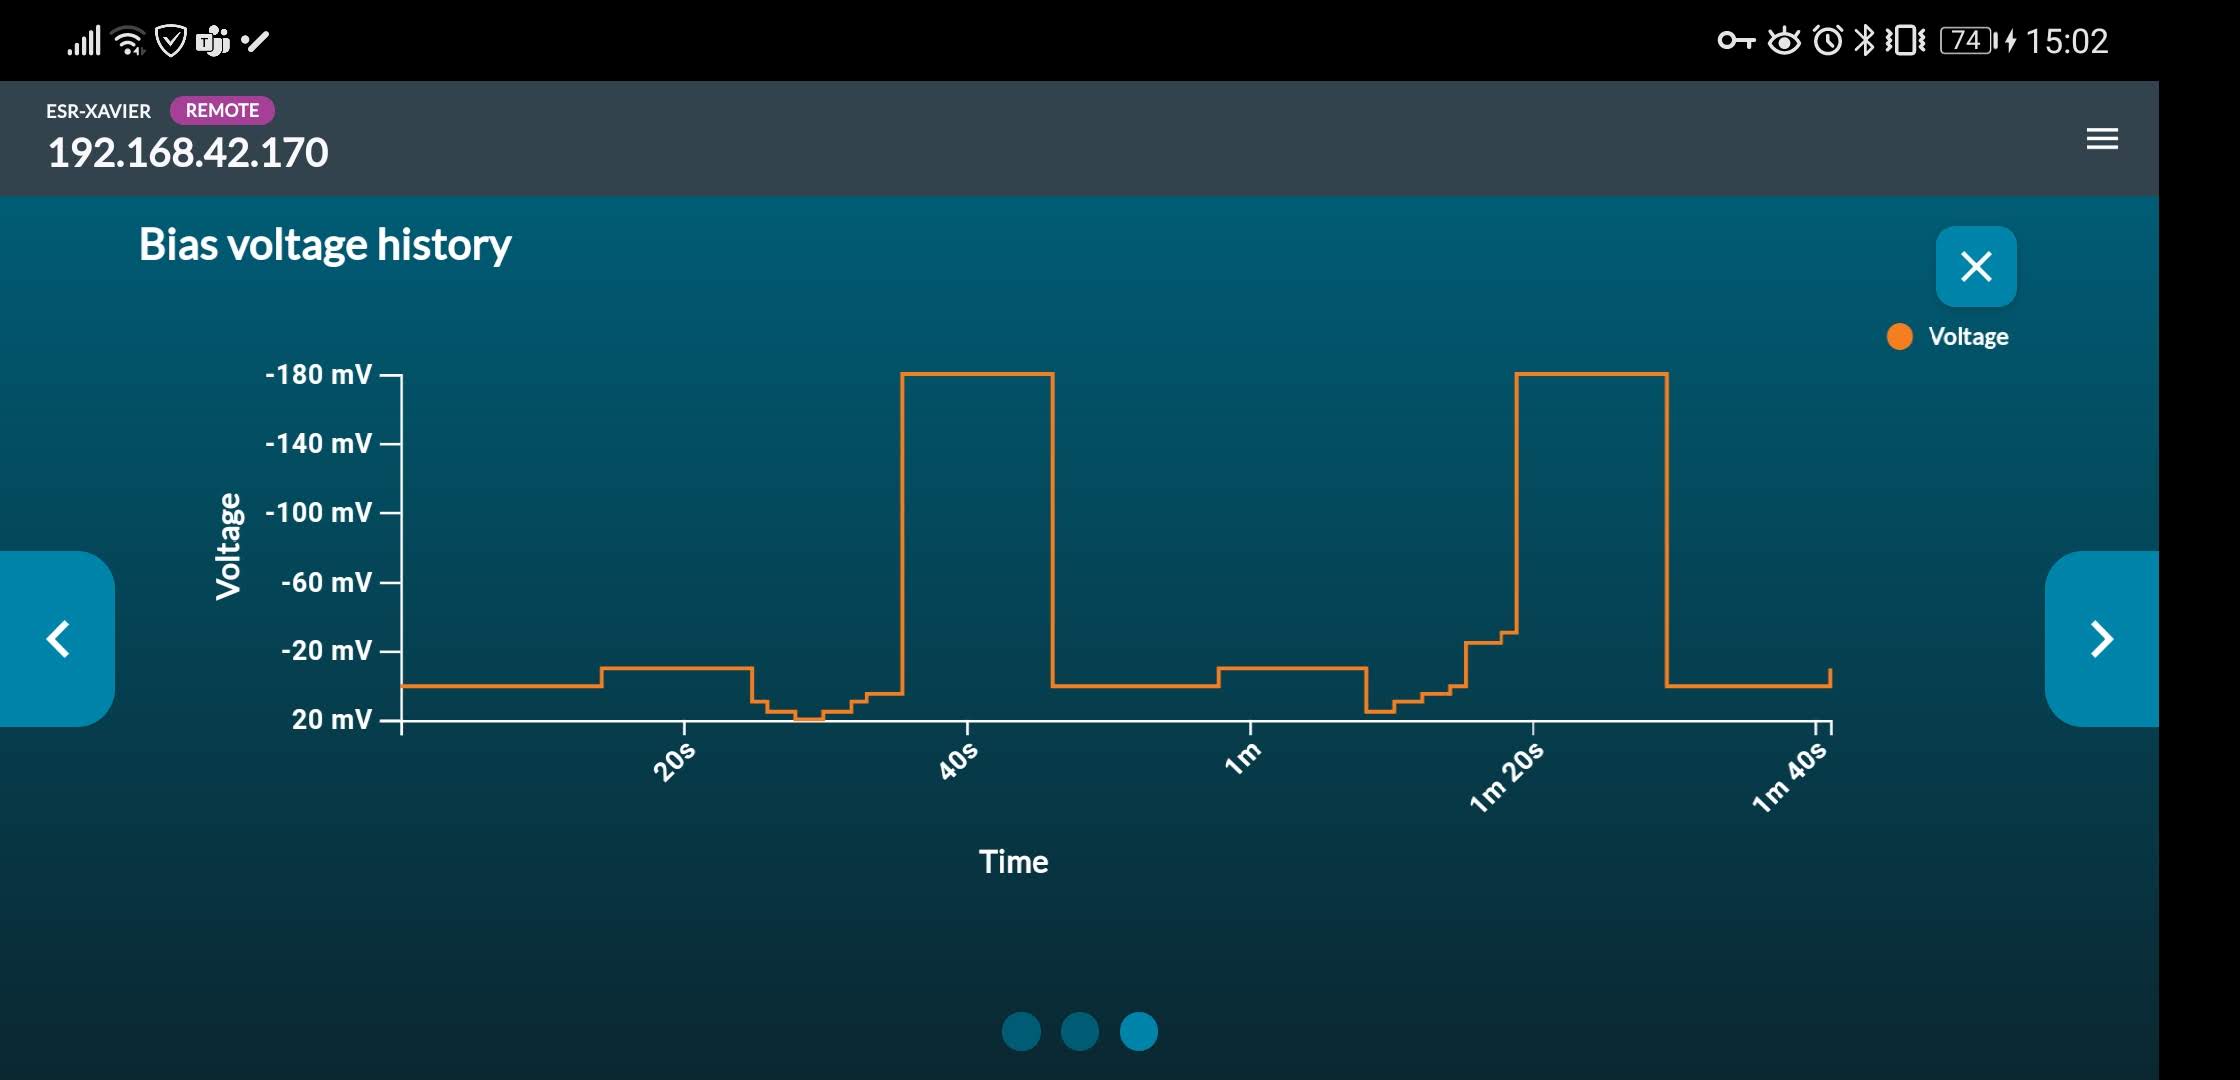 74 15:02
ESR-XAVIER REMOTE
192.168.42.170
Bias voltage history
Voltage
-180 mV
-140 mV
-100 mV
-60 mV
-20 mV
20 mV
Voltage
20s
40s
1m
1m 20s
1m 40s
Time